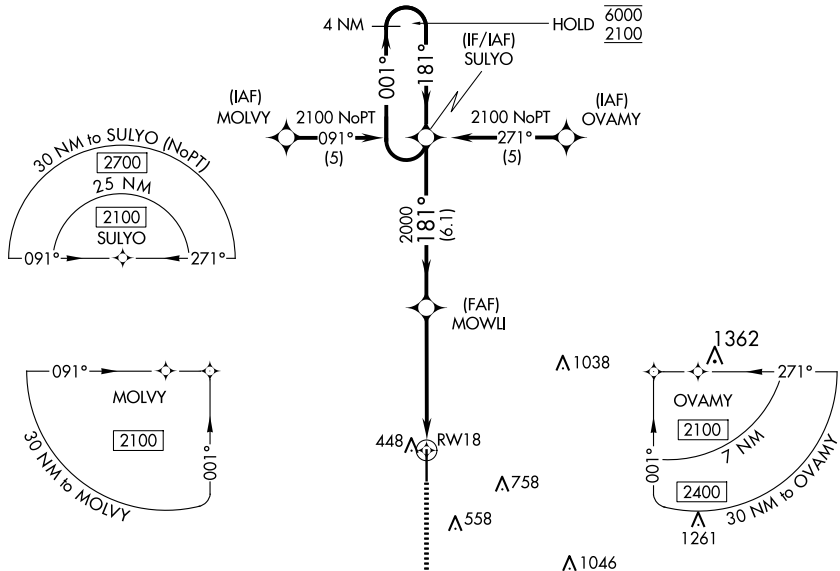 4 NM
HOLD
6000
2100
(IF/IAF)
SULYO
001°
181°
(IAF)
MOLVY
2100 NoPT
091°
(5)
2100 NoPT
271°
(5)
(IAF)
OVAMY
30 NM to SULYO (NoPT)
2700
25 NM
2100
SULYO
091°
271°
2000
181°
(6.1)
(FAF)
MOWLI
1038
1362
091°
MOLVY
2100
001°
30 NM to MOLVY
271°
OVAMY
2100
7 NM
001°
2400
30 NM to OVAMY
1261
448
RW18
758
558
1046